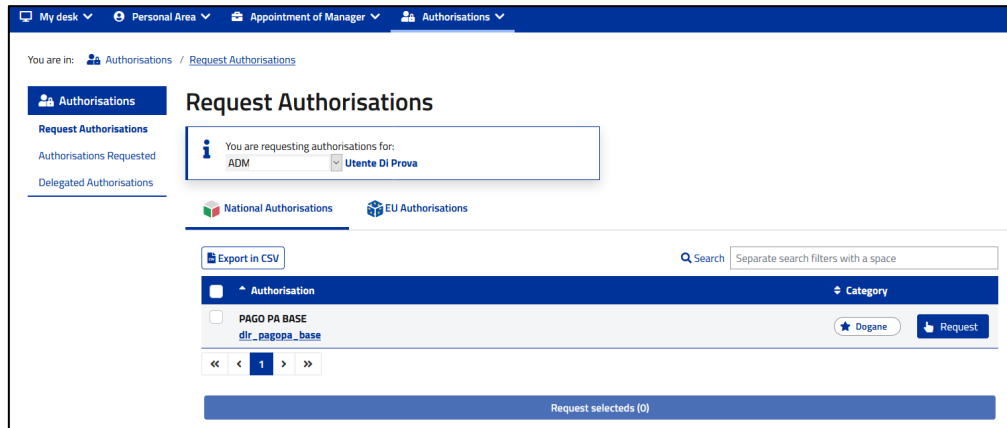 My desk Personal Area Appointment of Manager Authorisations
You are in: Authorisations / Request Authorisations
Authorisations
Request Authorisations
Authorisations Requested
Delegated Authorisations
Request Authorisations
You are requesting authorisations for:
ADM Utente Di Prova
National Authorisations EU Authorisations
Export in CSV Search Separate search filters with a space
Authorisation Category
PAGO PA BASE
dlr_pagopa_base Dogane Request
« < 1 > »
Request selecteds (0)